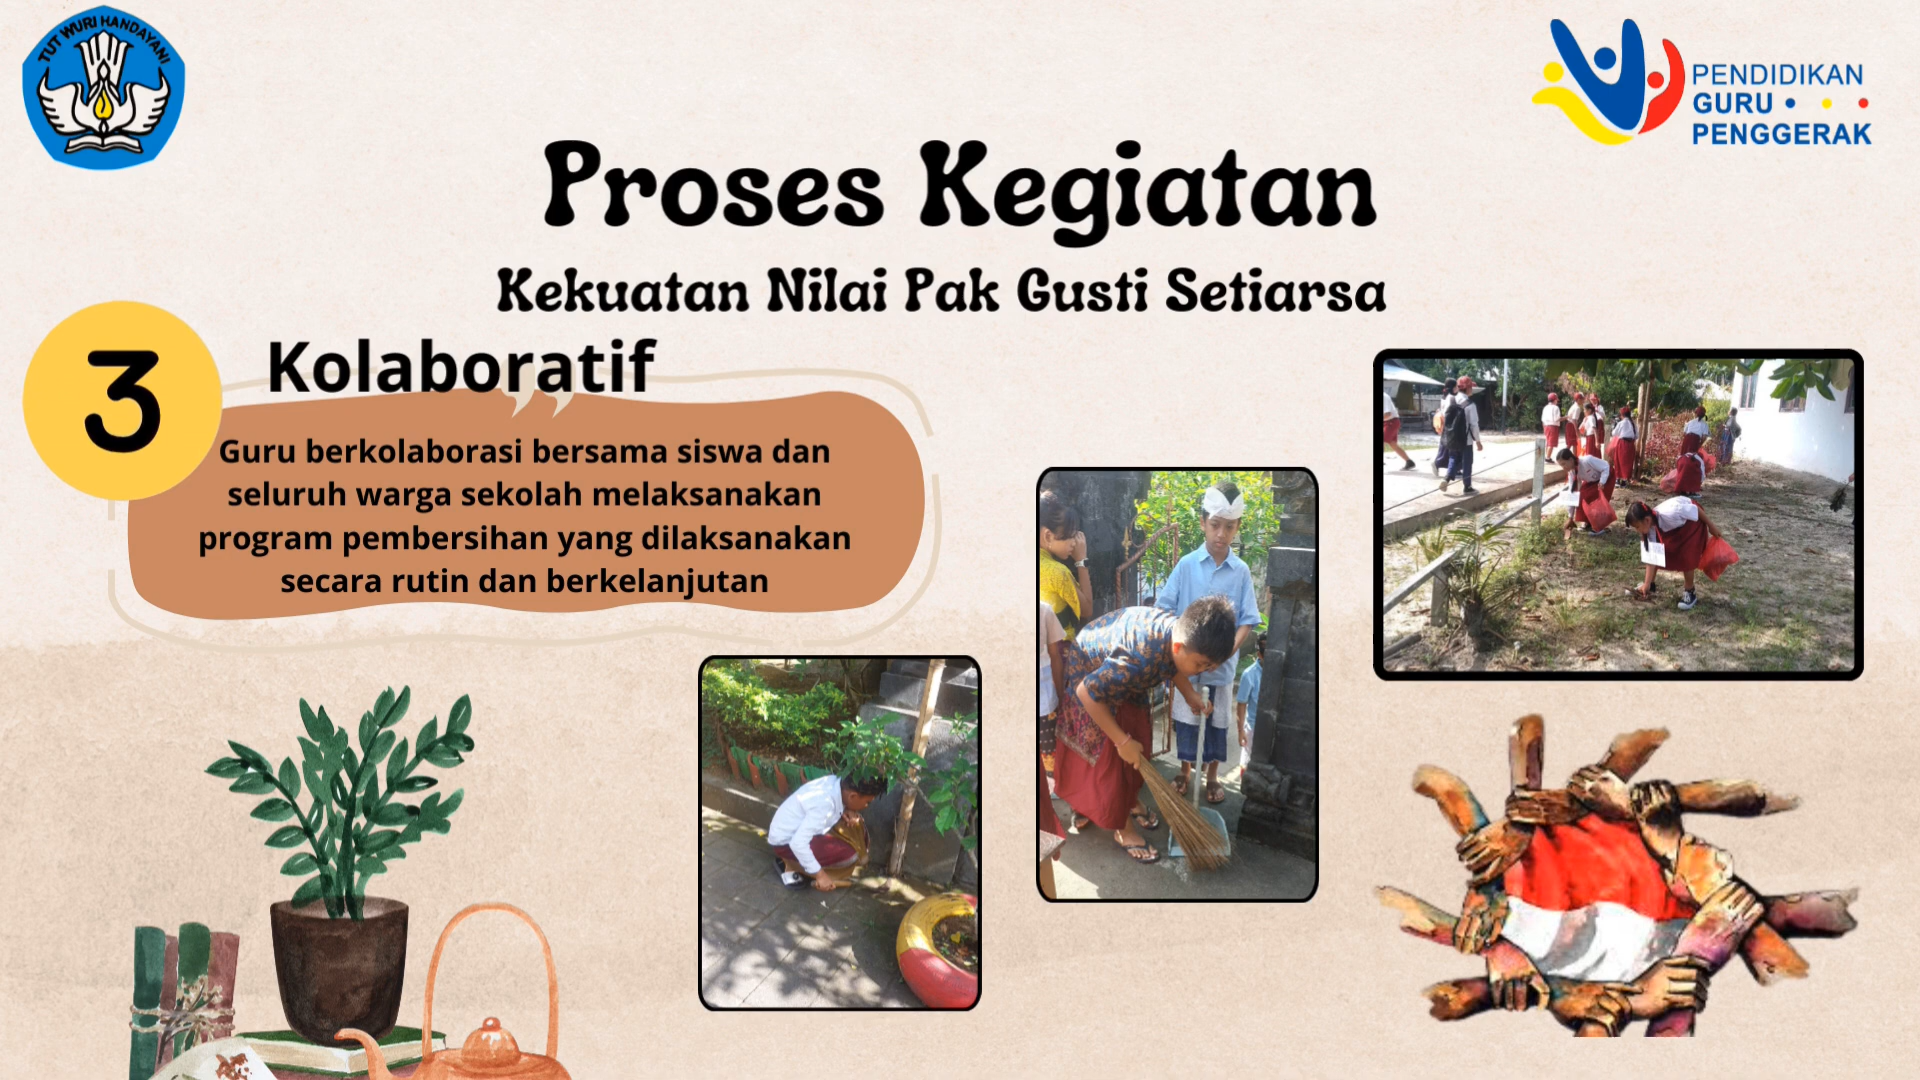 TUT WURI HANDAYANI
PENDIDIKAN
GURU
PENGGERAK
Proses Kegiatan
Kekuatan Nilai Pak Gusti Setiarsa
3
Kolaboratif
Guru berkolaborasi bersama siswa dan
seluruh warga sekolah melaksanakan
program pembersihan yang dilaksanakan
secara rutin dan berkelanjutan